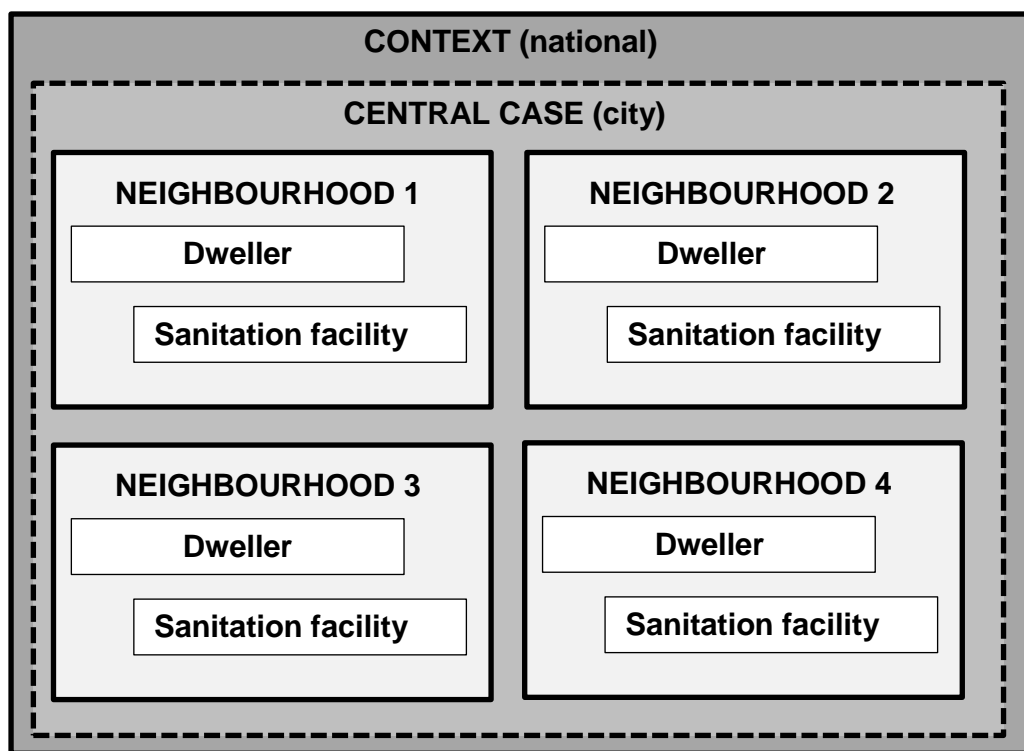 CONTEXT (national)
CENTRAL CASE (city)
NEIGHBOURHOOD 1
Dweller
Sanitation facility
NEIGHBOURHOOD 2
Dweller
Sanitation facility
NEIGHBOURHOOD 3
Dweller
Sanitation facility
NEIGHBOURHOOD 4
Dweller
Sanitation facility